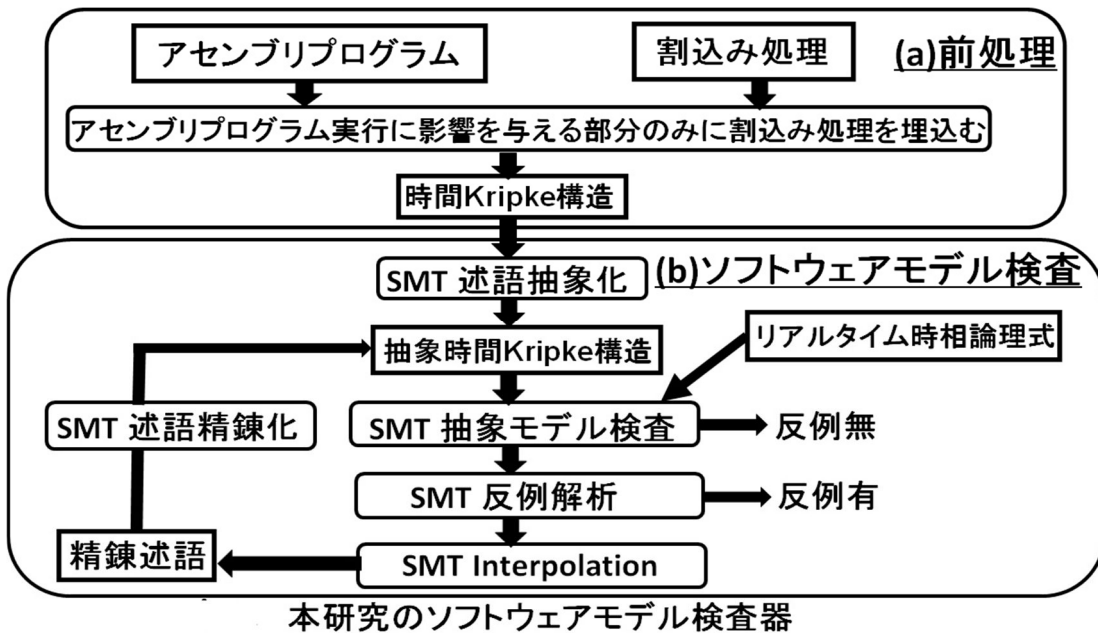 アセンブリプログラム
割込み処理
(a)前処理
アセンブリプログラム実行に影響を与える部分のみに割込み処理を埋込む
時間Kripke構造
(b)ソフトウェアモデル検査
SMT 述語抽象化
リアルタイム時相論理式
抽象時間Kripke構造
SMT 述語精錬化
SMT 抽象モデル検査
反例無
SMT 反例解析
反例有
精錬述語
SMT Interpolation
本研究のソフトウェアモデル検査器